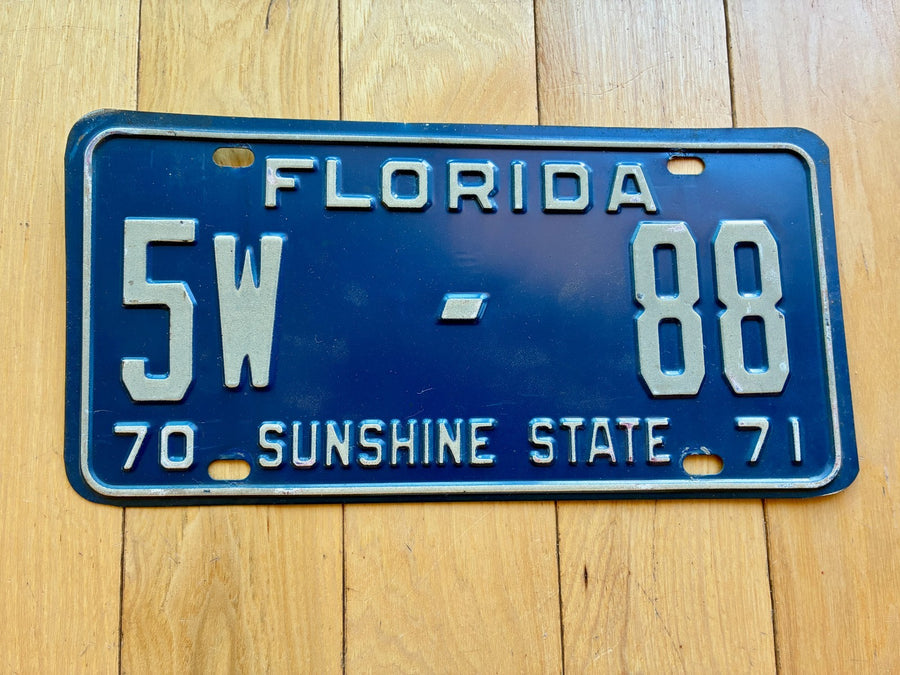 FLORIDA
5W - 88
70 SUNSHINE STATE 71